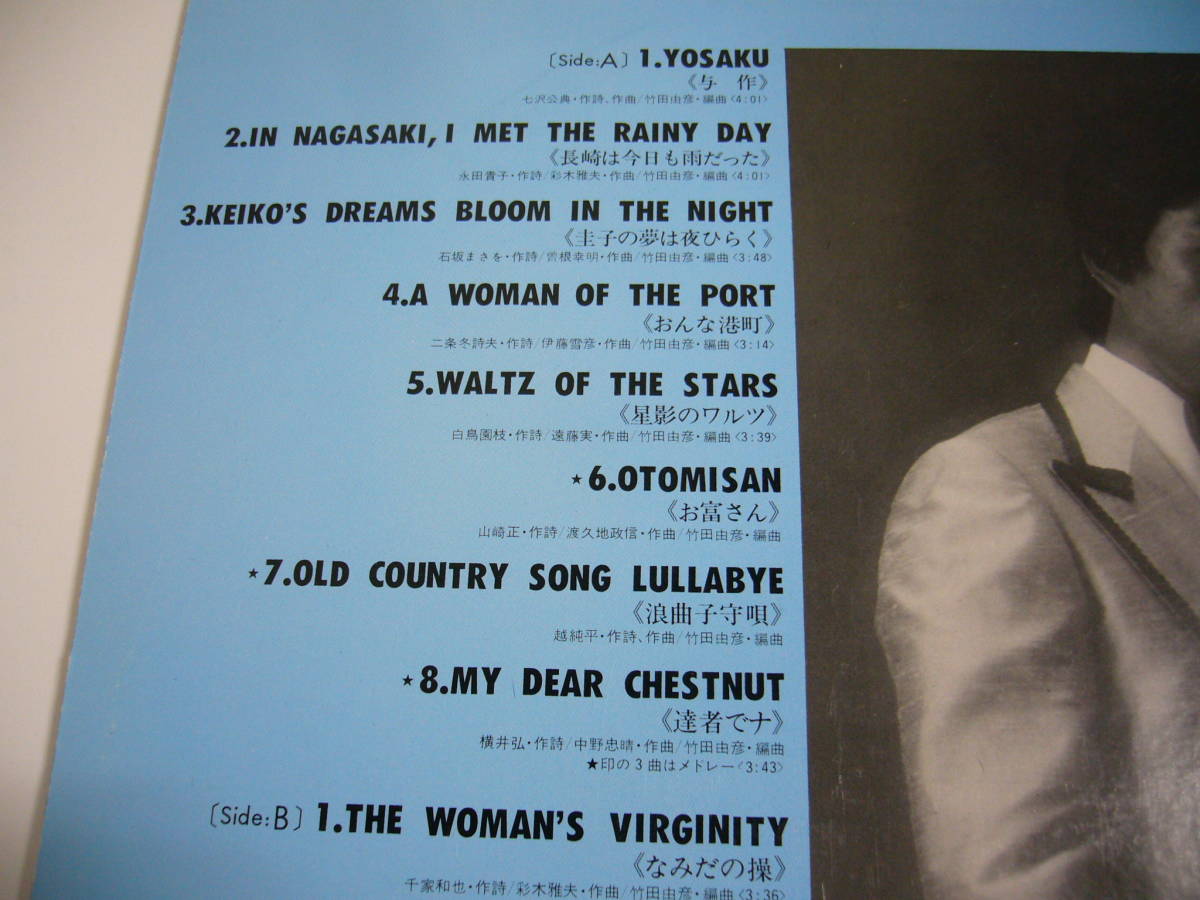 〔Side:A〕 1.YOSAKU
《与 作》
七沢公典・作詩、作曲/竹田由彦・編曲〈4:01〉
2.IN NAGASAKI, I MET THE RAINY DAY
《長崎は今日も雨だった》
永田貴子・作詩/彩木雅夫・作曲/竹田由彦・編曲〈4:01〉
3.KEIKO'S DREAMS BLOOM IN THE NIGHT
《圭子の夢は夜ひらく》
石坂まさを・作詩/曽根幸明・作曲/竹田由彦・編曲〈3:48〉
4.A WOMAN OF THE PORT
《おんな港町》
二条冬詩夫・作詩/伊藤雪彦・作曲/竹田由彦・編曲〈3:14〉
5.WALTZ OF THE STARS
《星影のワルツ》
白鳥園枝・作詩/遠藤実・作曲/竹田由彦・編曲〈3:39〉
★6.OTOMISAN
《お富さん》
山崎正・作詩/渡久地政信・作曲/竹田由彦・編曲
★7.OLD COUNTRY SONG LULLABYE
《浪曲子守唄》
越純平・作詩、作曲/竹田由彦・編曲
★8.MY DEAR CHESTNUT
《達者でナ》
横井弘・作詩/中野忠晴・作曲/竹田由彦・編曲
★印の3曲はメドレー〈3:43〉
〔Side:B〕 1.THE WOMAN'S VIRGINITY
《なみだの操》
千家和也・作詩/彩木雅夫・作曲/竹田由彦・編曲〈3:36〉